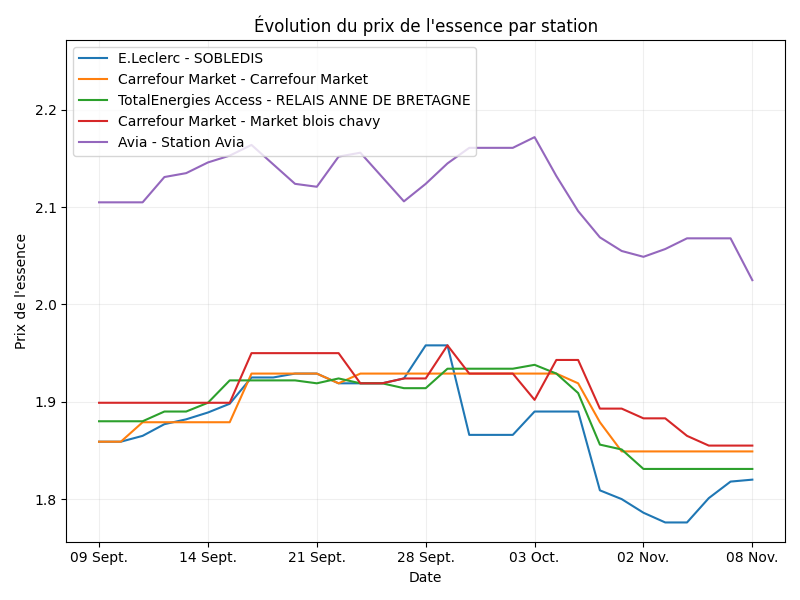 Évolution du prix de l'essence par station
E.Leclerc - SOBLEDIS
Carrefour Market - Carrefour Market
TotalEnergies Access - RELAIS ANNE DE BRETAGNE
Carrefour Market - Market blois chavy
Avia - Station Avia
Prix de l'essence
2.2
2.1
2.0
1.9
1.8
09 Sept. 14 Sept. 21 Sept. 28 Sept. 03 Oct. 02 Nov. 08 Nov.
Date